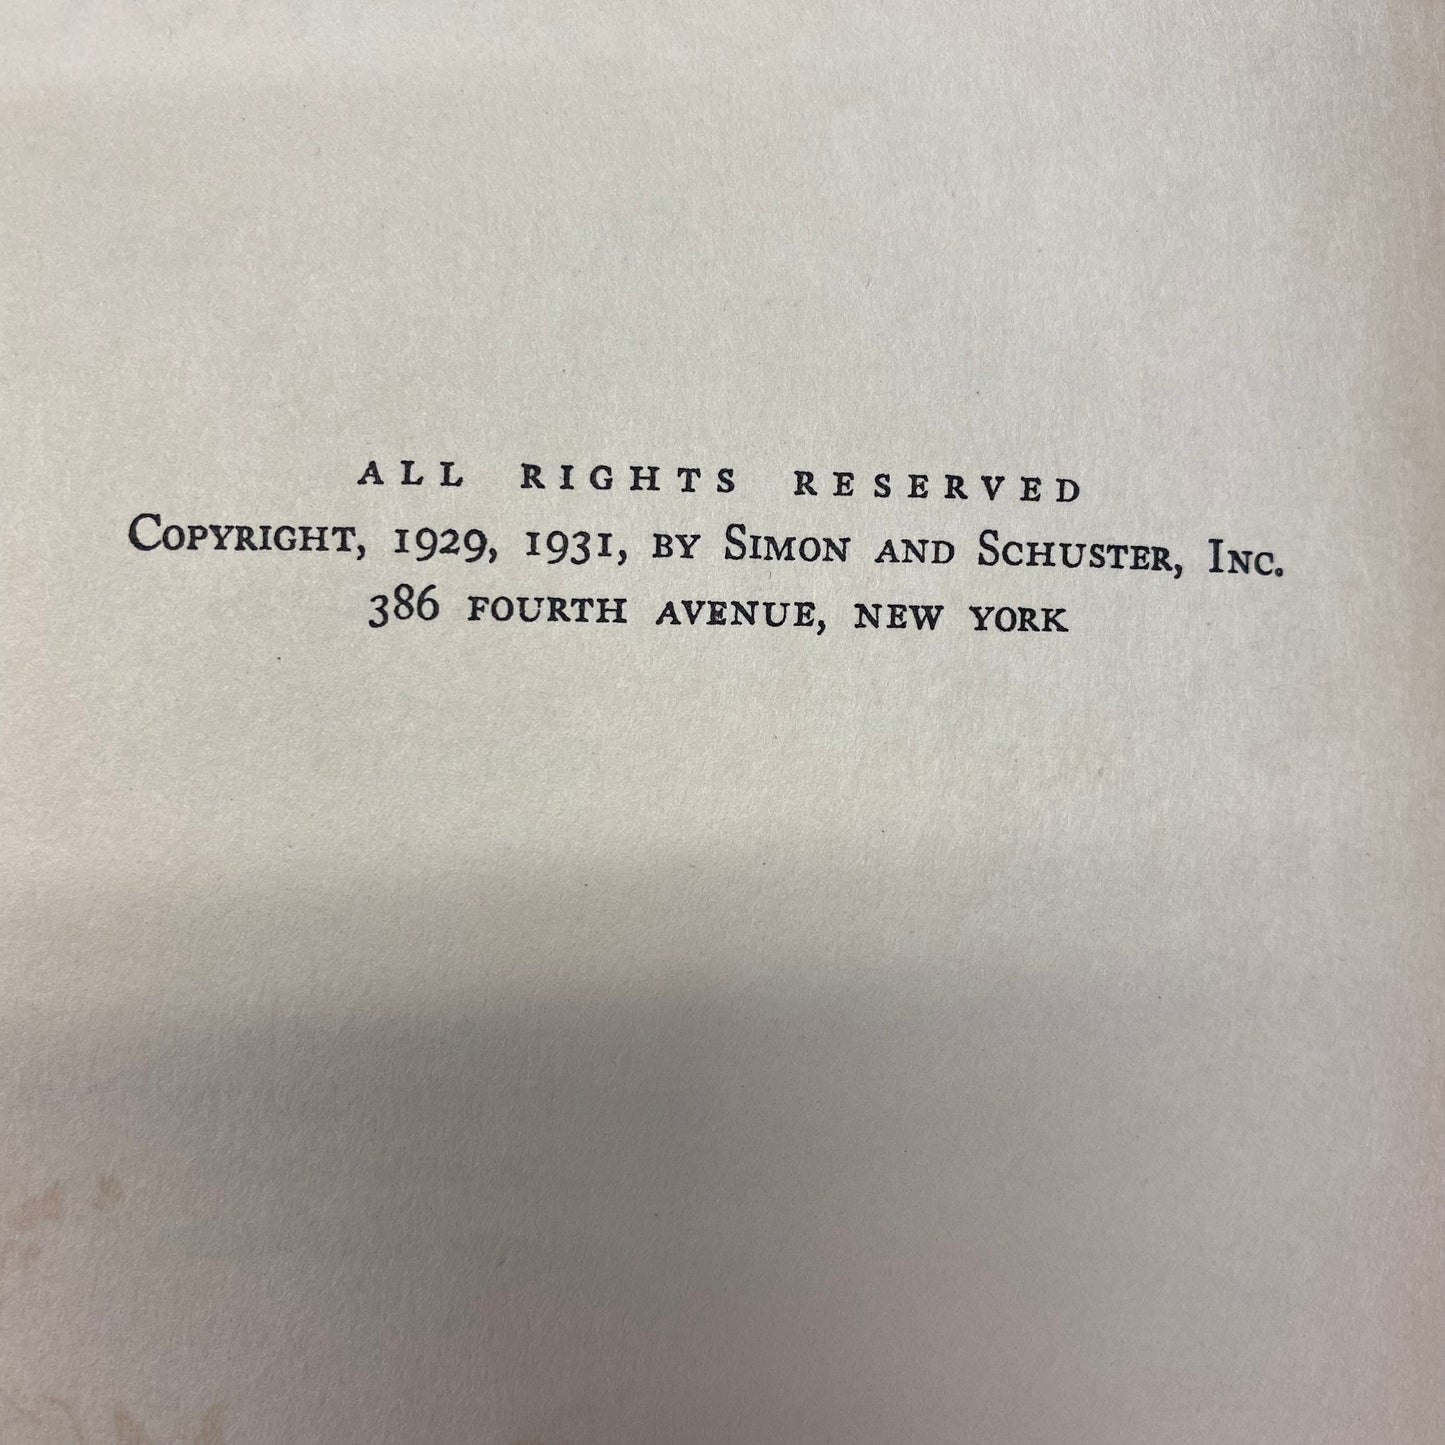 ALL RIGHTS RESERVED
COPYRIGHT, 1929, 1931, BY SIMON AND SCHUSTER, INC.
386 FOURTH AVENUE, NEW YORK